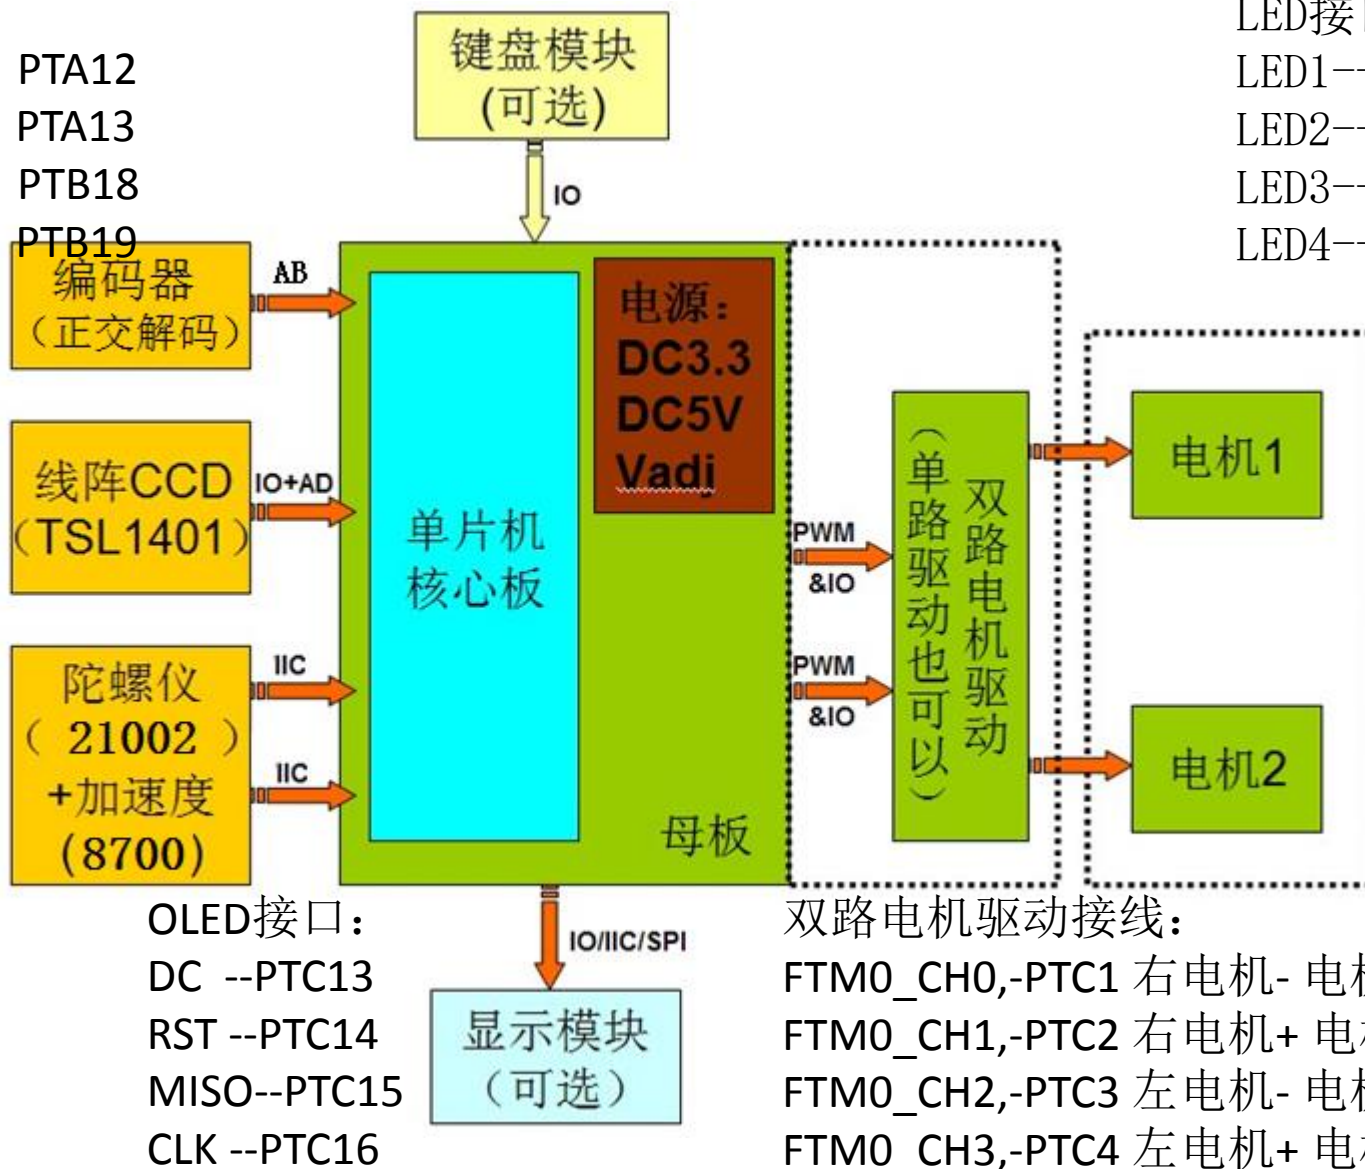 PTA12
PTA13
PTB18
PTB19
键盘模块
(可选)
IO
LED接
LED1--
LED2--
LED3--
LED4--
编码器
（正交解码）
AB
线阵CCD
（TSL1401）
IO+AD
陀螺仪
（ 21002 ）
+加速度
(8700)
IIC
IIC
单片机
核心板
电源：
DC3.3
DC5V
Vadj
母板
PWM
&IO
PWM
&IO
双路电机驱动
（单路驱动也可以）
电机1
电机2
IO/IIC/SPI
显示模块
（可选）
OLED接口：
DC --PTC13
RST --PTC14
MISO--PTC15
CLK --PTC16
双路电机驱动接线：
FTM0_CH0,-PTC1 右电机- 电
FTM0_CH1,-PTC2 右电机+ 电
FTM0_CH2,-PTC3 左电机- 电
FTM0_CH3,-PTC4 左电机+ 电